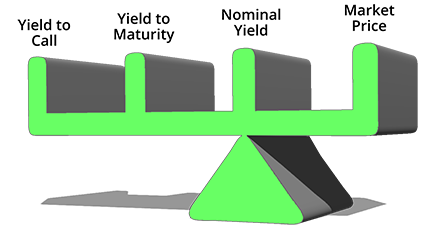 Yield to
Call
Yield to
Maturity
Nominal
Yield
Market
Price